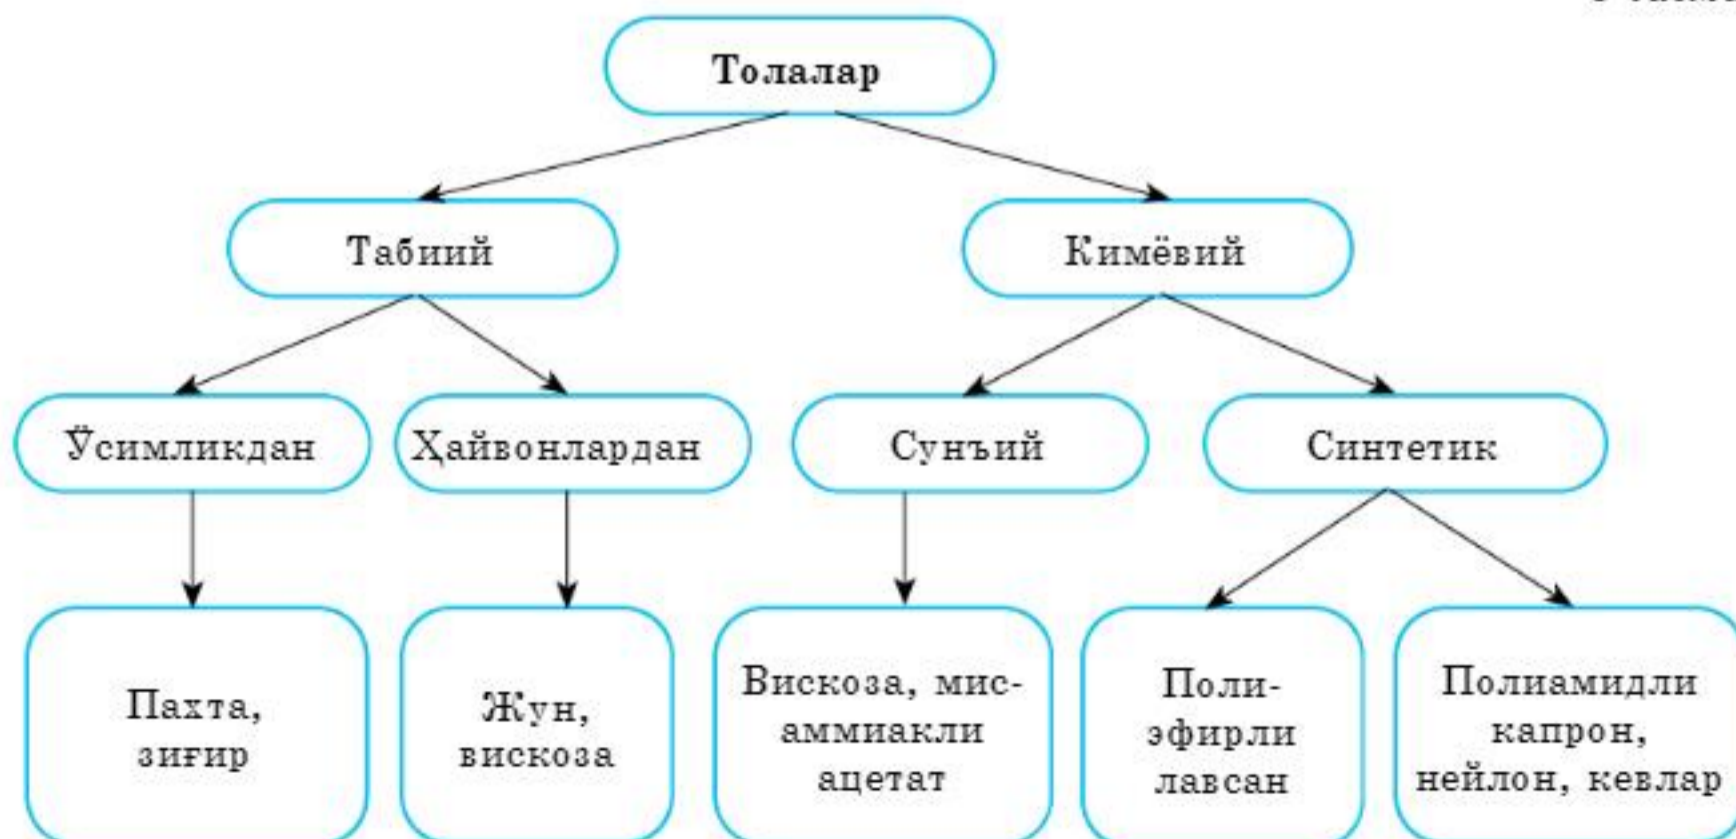 Толалар
Табиий
Кимёвий
Ўсимликдан
Ҳайвонлардан
Сунъий
Синтетик
Пахта,
зиғир
Жун,
вискоза
Вискоза, мис-
аммиакли
ацетат
Поли-
эфирли
лавсан
Полиамидли
капрон,
нейлон, кевлар